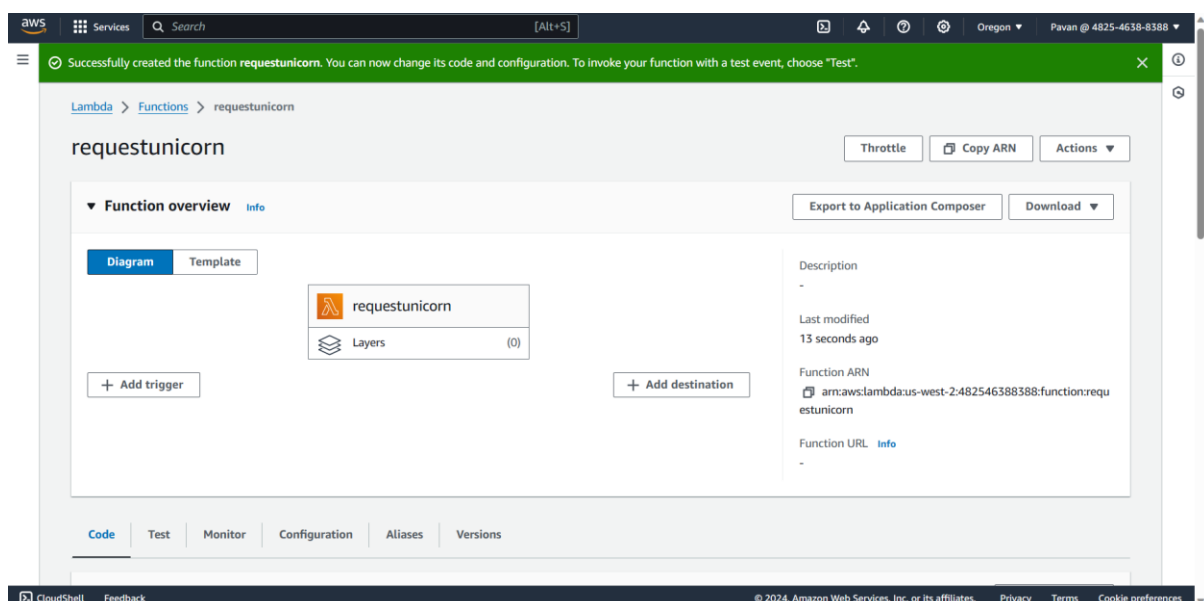 aws Services Search [Alt+S] Oregon ▼ Pavan @ 4825-4638-8388 ▼
Successfully created the function requestunicorn. You can now change its code and configuration. To invoke your function with a test event, choose "Test".
Lambda > Functions > requestunicorn
requestunicorn
Throttle Copy ARN Actions ▼
▼ Function overview Info
Export to Application Composer Download ▼
Diagram Template
requestunicorn
Layers (0)
+ Add trigger
+ Add destination
Description
-
Last modified
13 seconds ago
Function ARN
arn:aws:lambda:us-west-2:482546388388:function:requ
estunicorn
Function URL Info
-
Code Test Monitor Configuration Aliases Versions
CloudShell Feedback © 2024, Amazon Web Services, Inc. or its affiliates. Privacy Terms Cookie preferences